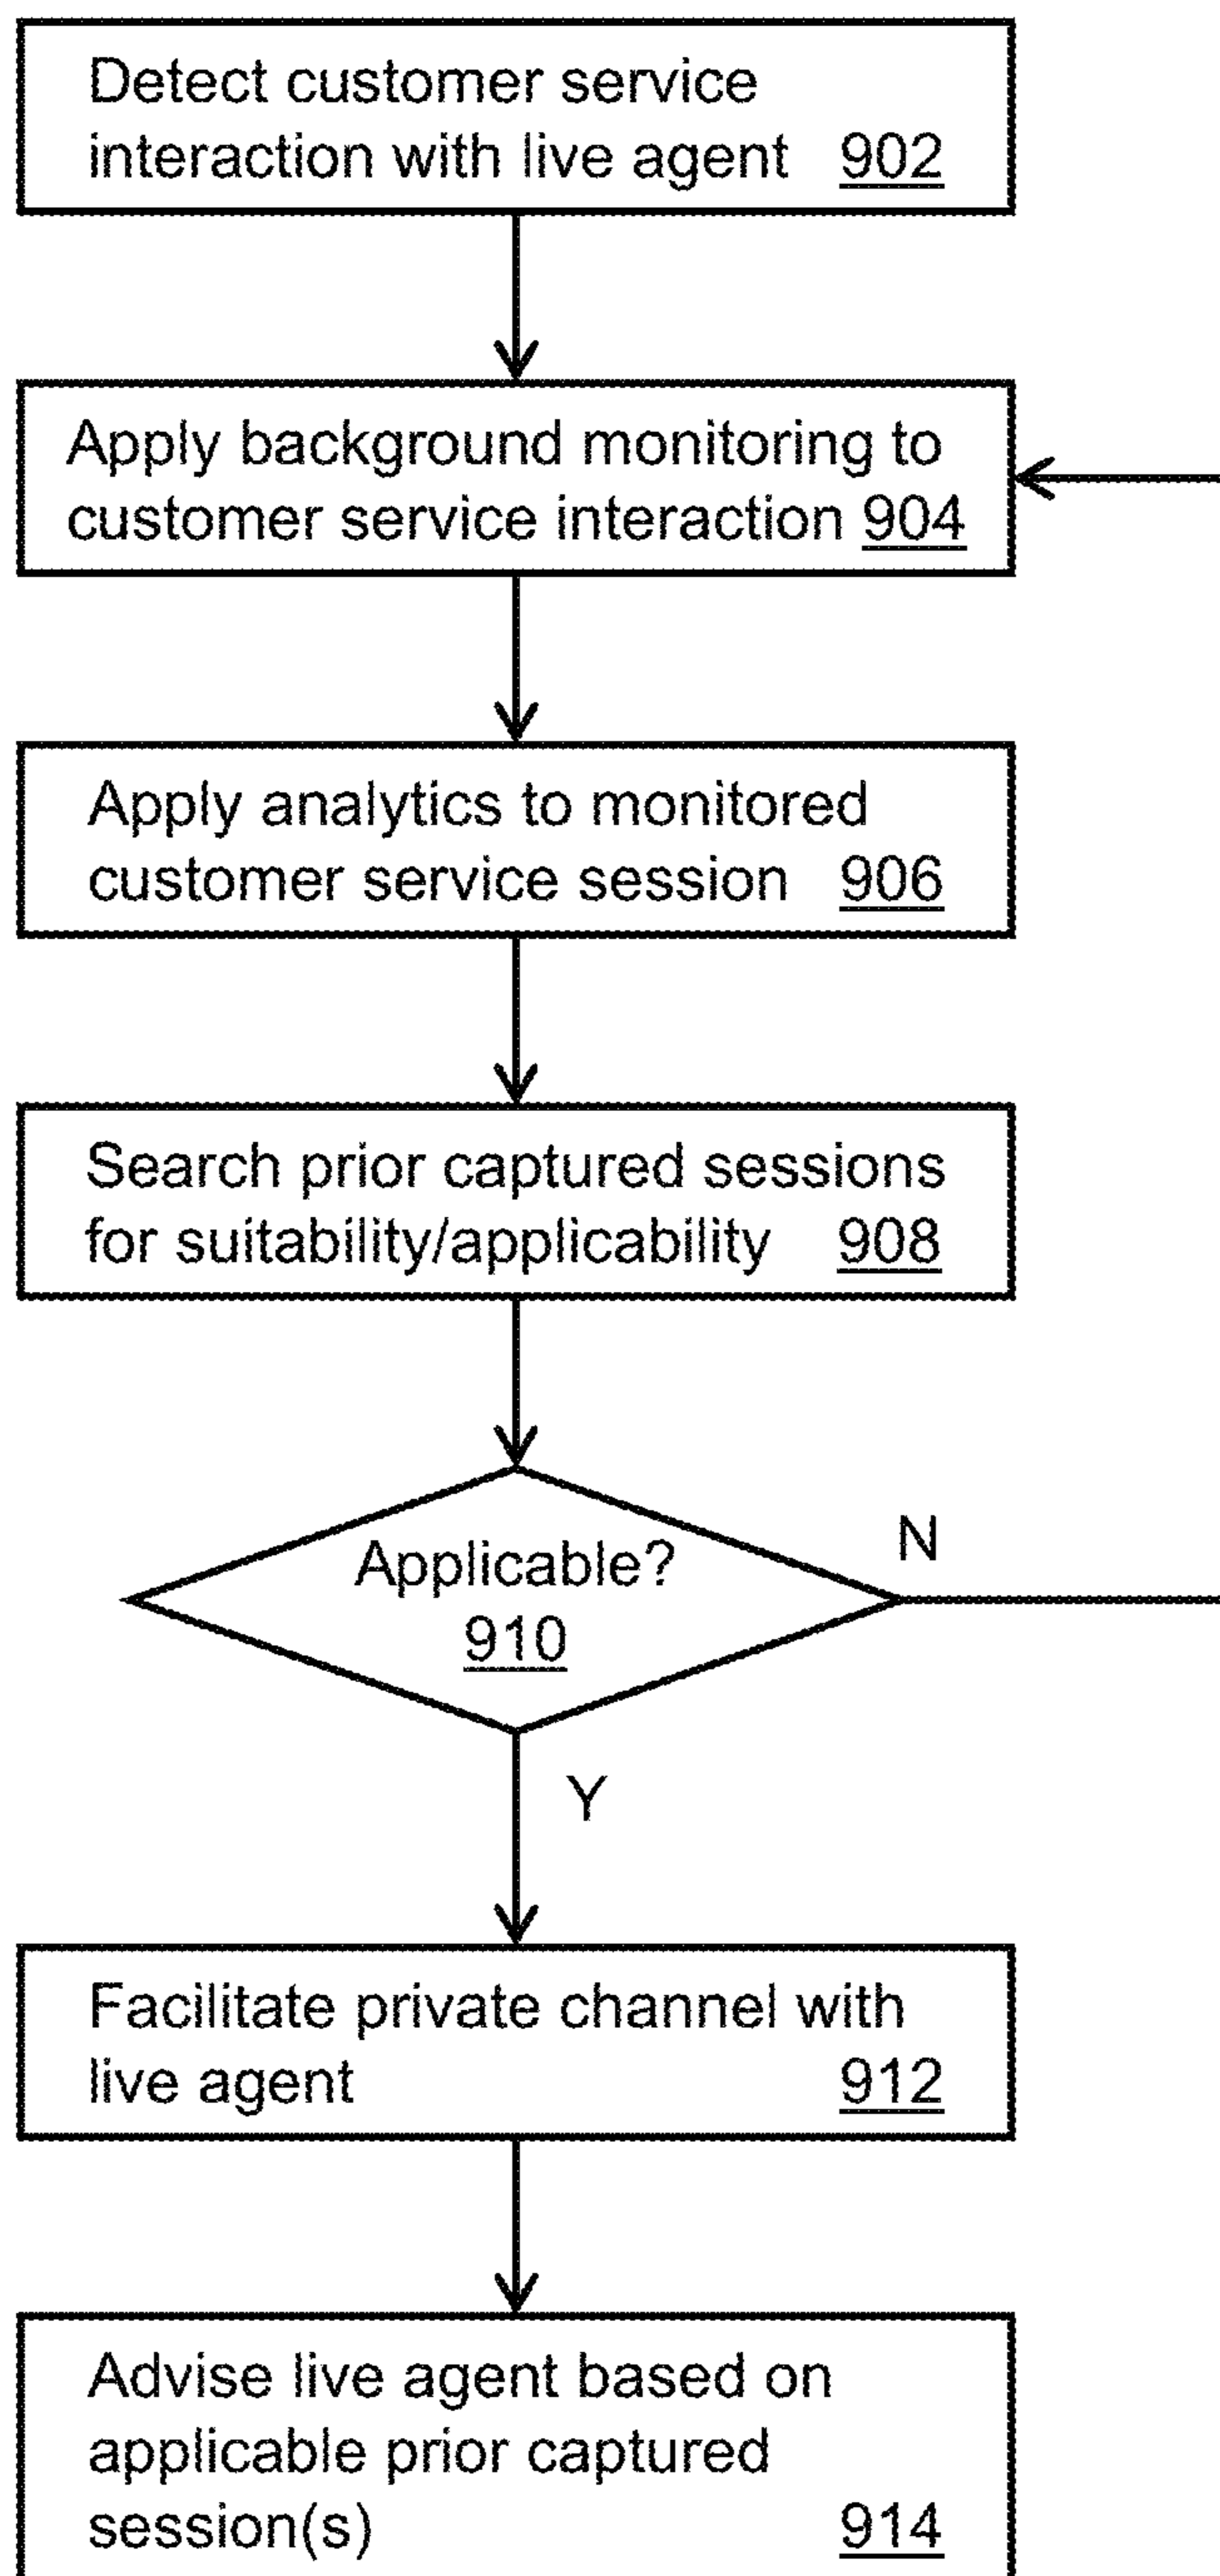 Detect customer service
interaction with live agent 902
Apply background monitoring to
customer service interaction 904
Apply analytics to monitored
customer service session 906
Search prior captured sessions
for suitability/applicability 908
Applicable?
N
910
Y
Facilitate private channel with
live agent 912
Advise live agent based on
applicable prior captured
session(s) 914